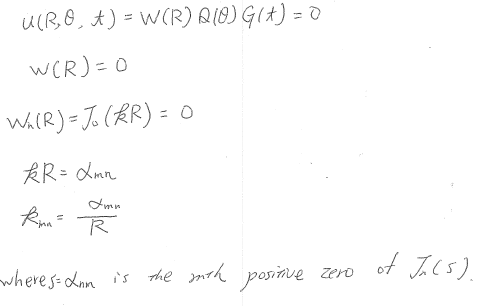 u(R,θ, t) = W(R) Q(θ) G(t) = 0
W(R) = 0
Wₙ(R) = J₀(kR) = 0
kR = αₘₙ
kₘₙ = αₘₙ / R
where s = αₘₙ is the mth positive zero of Jₙ(s).